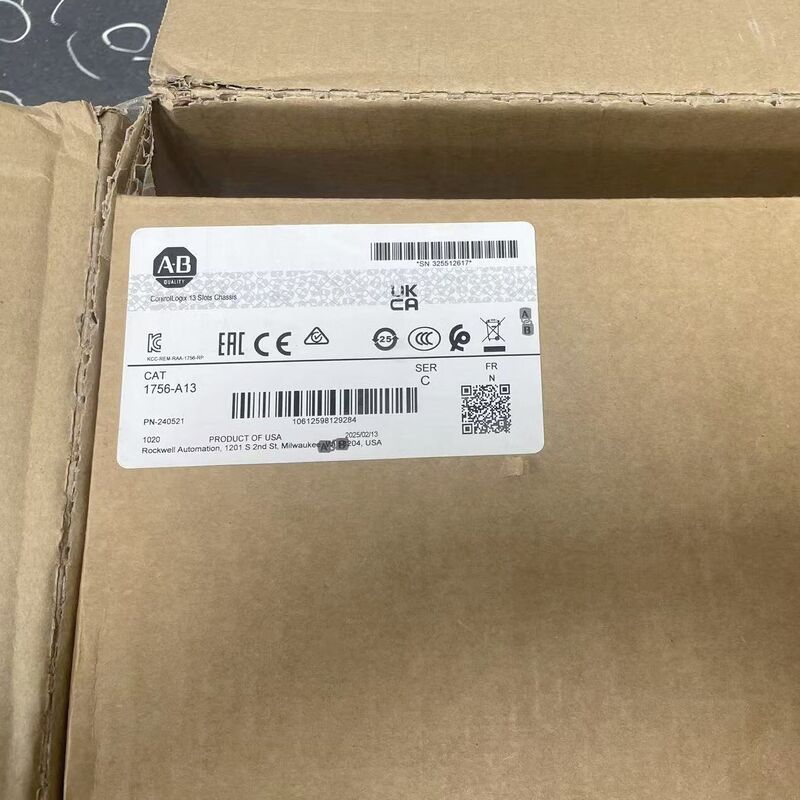 A-B
QUALITY
*SN 325512617*
ControlLogix 13 Slots Chassis
UK
CA
KCC-REM-RAA-1756-RP
EAC CE
25
CCC
A
B
CAT
1756-A13
SER
C
FR
N
PN-240521
10612598129284
1020
PRODUCT OF USA
2025/02/13
Rockwell Automation, 1201 S 2nd St, Milwaukee 204, USA
A B